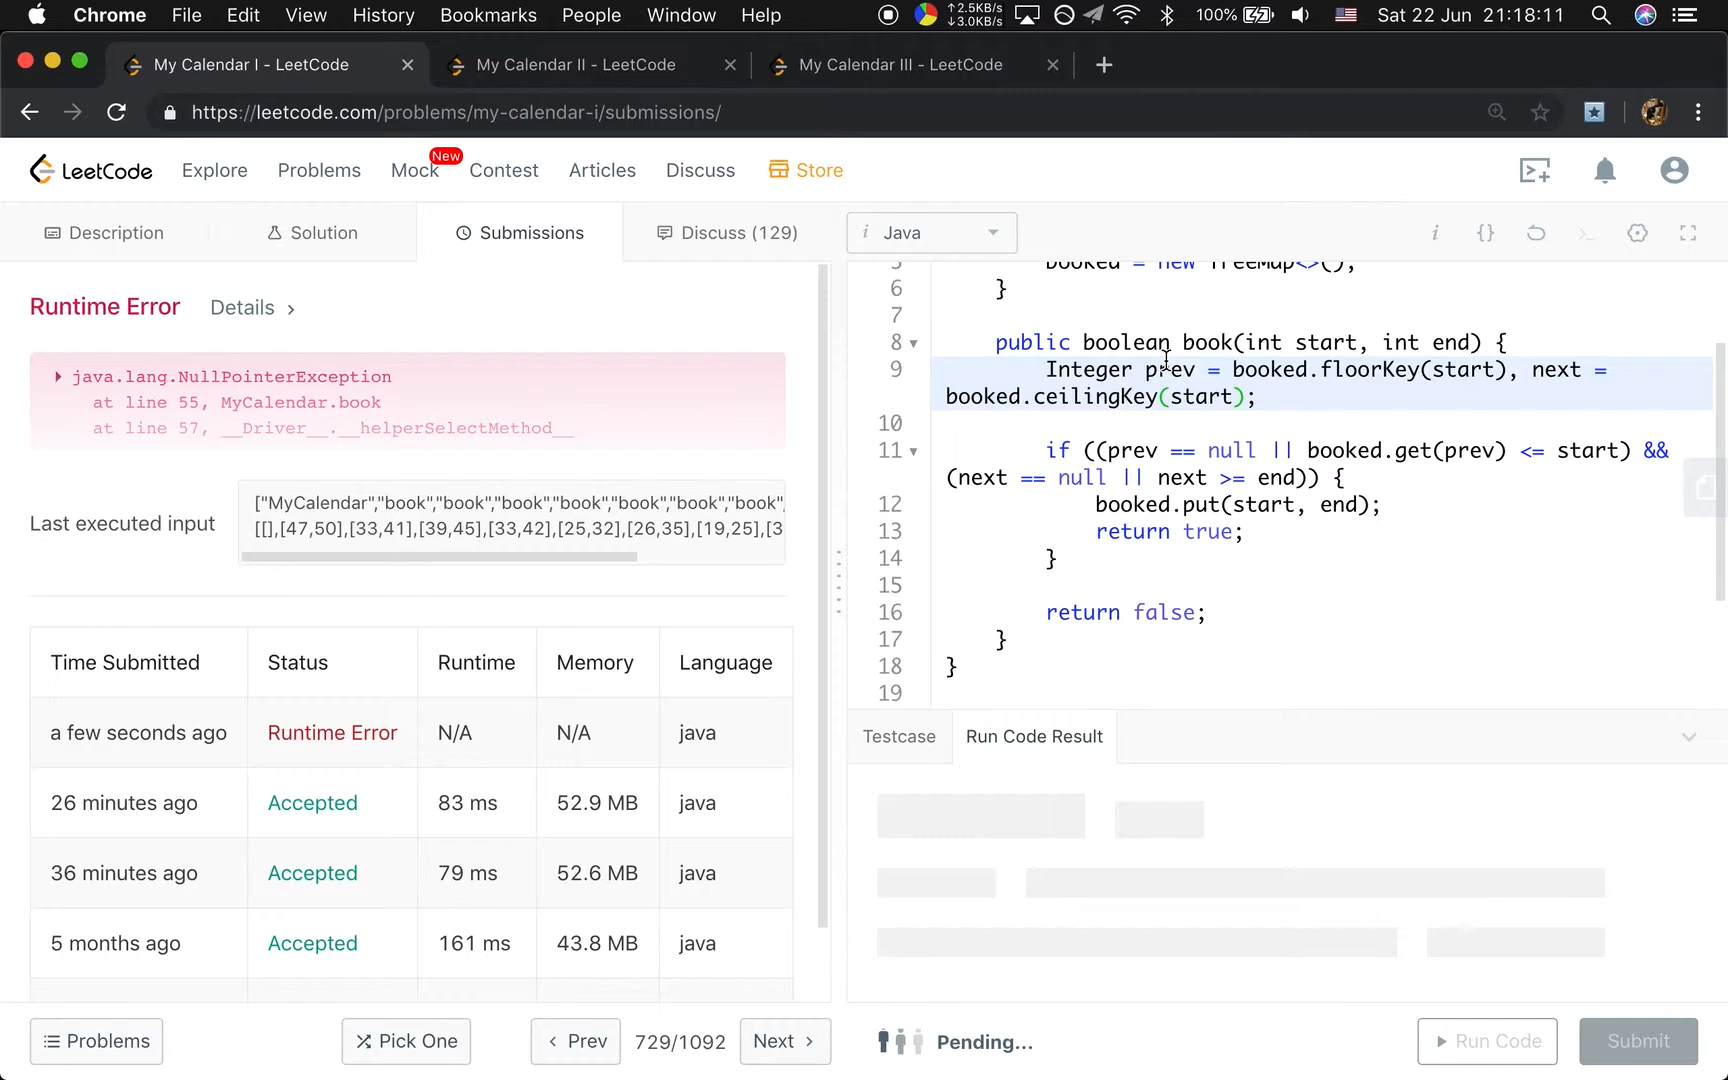 Chrome File Edit View History Bookmarks People Window Help ↑2.5KB/s ↓3.0KB/s 100% Sat 22 Jun 21:18:11
My Calendar I - LeetCode My Calendar II - LeetCode My Calendar III - LeetCode
https://leetcode.com/problems/my-calendar-i/submissions/
LeetCode Explore Problems Mock New Contest Articles Discuss Store
Description Solution Submissions Discuss (129) i Java
Runtime Error Details
java.lang.NullPointerException
at line 55, MyCalendar.book
at line 57, __Driver__.__helperSelectMethod__
Last executed input
["MyCalendar","book","book","book","book","book","book","book",
[[],[47,50],[33,41],[39,45],[33,42],[25,32],[26,35],[19,25],[3
Time Submitted Status Runtime Memory Language
a few seconds ago Runtime Error N/A N/A java
26 minutes ago Accepted 83 ms 52.9 MB java
36 minutes ago Accepted 79 ms 52.6 MB java
5 months ago Accepted 161 ms 43.8 MB java
Problems Pick One Prev 729/1092 Next
5 booked = new TreeMap<>();
6 }
7
8 public boolean book(int start, int end) {
9 Integer prev = booked.floorKey(start), next =
booked.ceilingKey(start);
10
11 if ((prev == null || booked.get(prev) <= start) &&
(next == null || next >= end)) {
12 booked.put(start, end);
13 return true;
14 }
15
16 return false;
17 }
18 }
19
Testcase Run Code Result
Pending... Run Code Submit